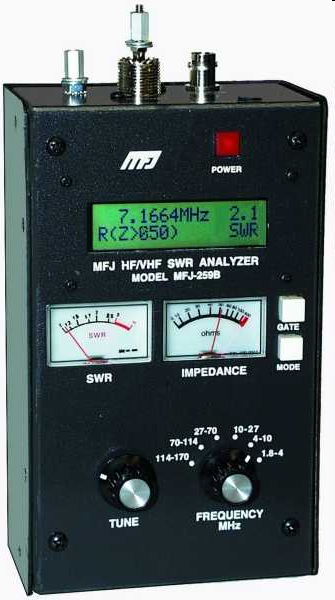 MFJ
POWER
7.1664MHz 2.1
R(Z>650) SWR
MFJ HF/VHF SWR ANALYZER
MODEL MFJ-259B
SWR
ohms
GATE
MODE
SWR
IMPEDANCE
27-70
10-27
70-114
4-10
114-170
1.8-4
TUNE
FREQUENCY
MHz